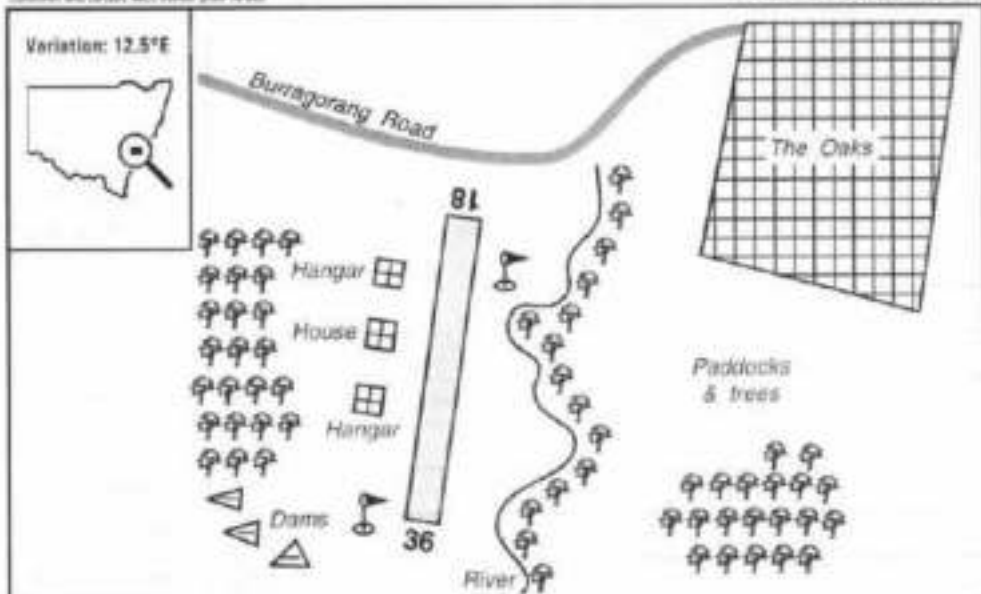 Variation: 12.5°E
Burragorang Road
The Oaks
18
Hangar
House
Paddocks
& trees
Hangar
Dams
36
River